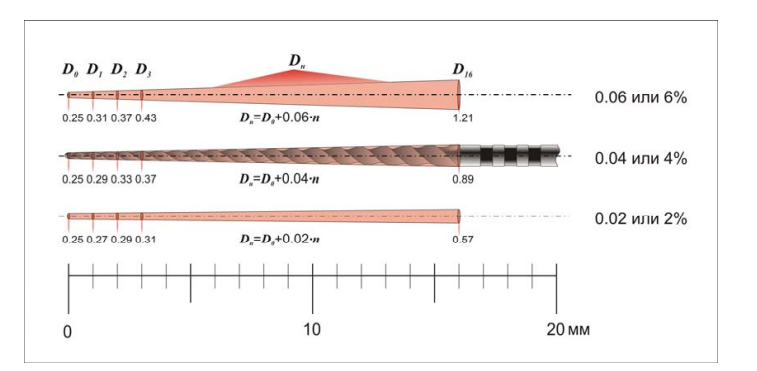 D₀ D₁ D₂ D₃ Dₙ D₁₆
0.25 0.31 0.37 0.43 Dₙ=D₀+0.06·n 1.21
0.06 или 6%
0.25 0.29 0.33 0.37 Dₙ=D₀+0.04·n 0.89
0.04 или 4%
0.25 0.27 0.29 0.31 Dₙ=D₀+0.02·n 0.57
0.02 или 2%
0 10 20 мм